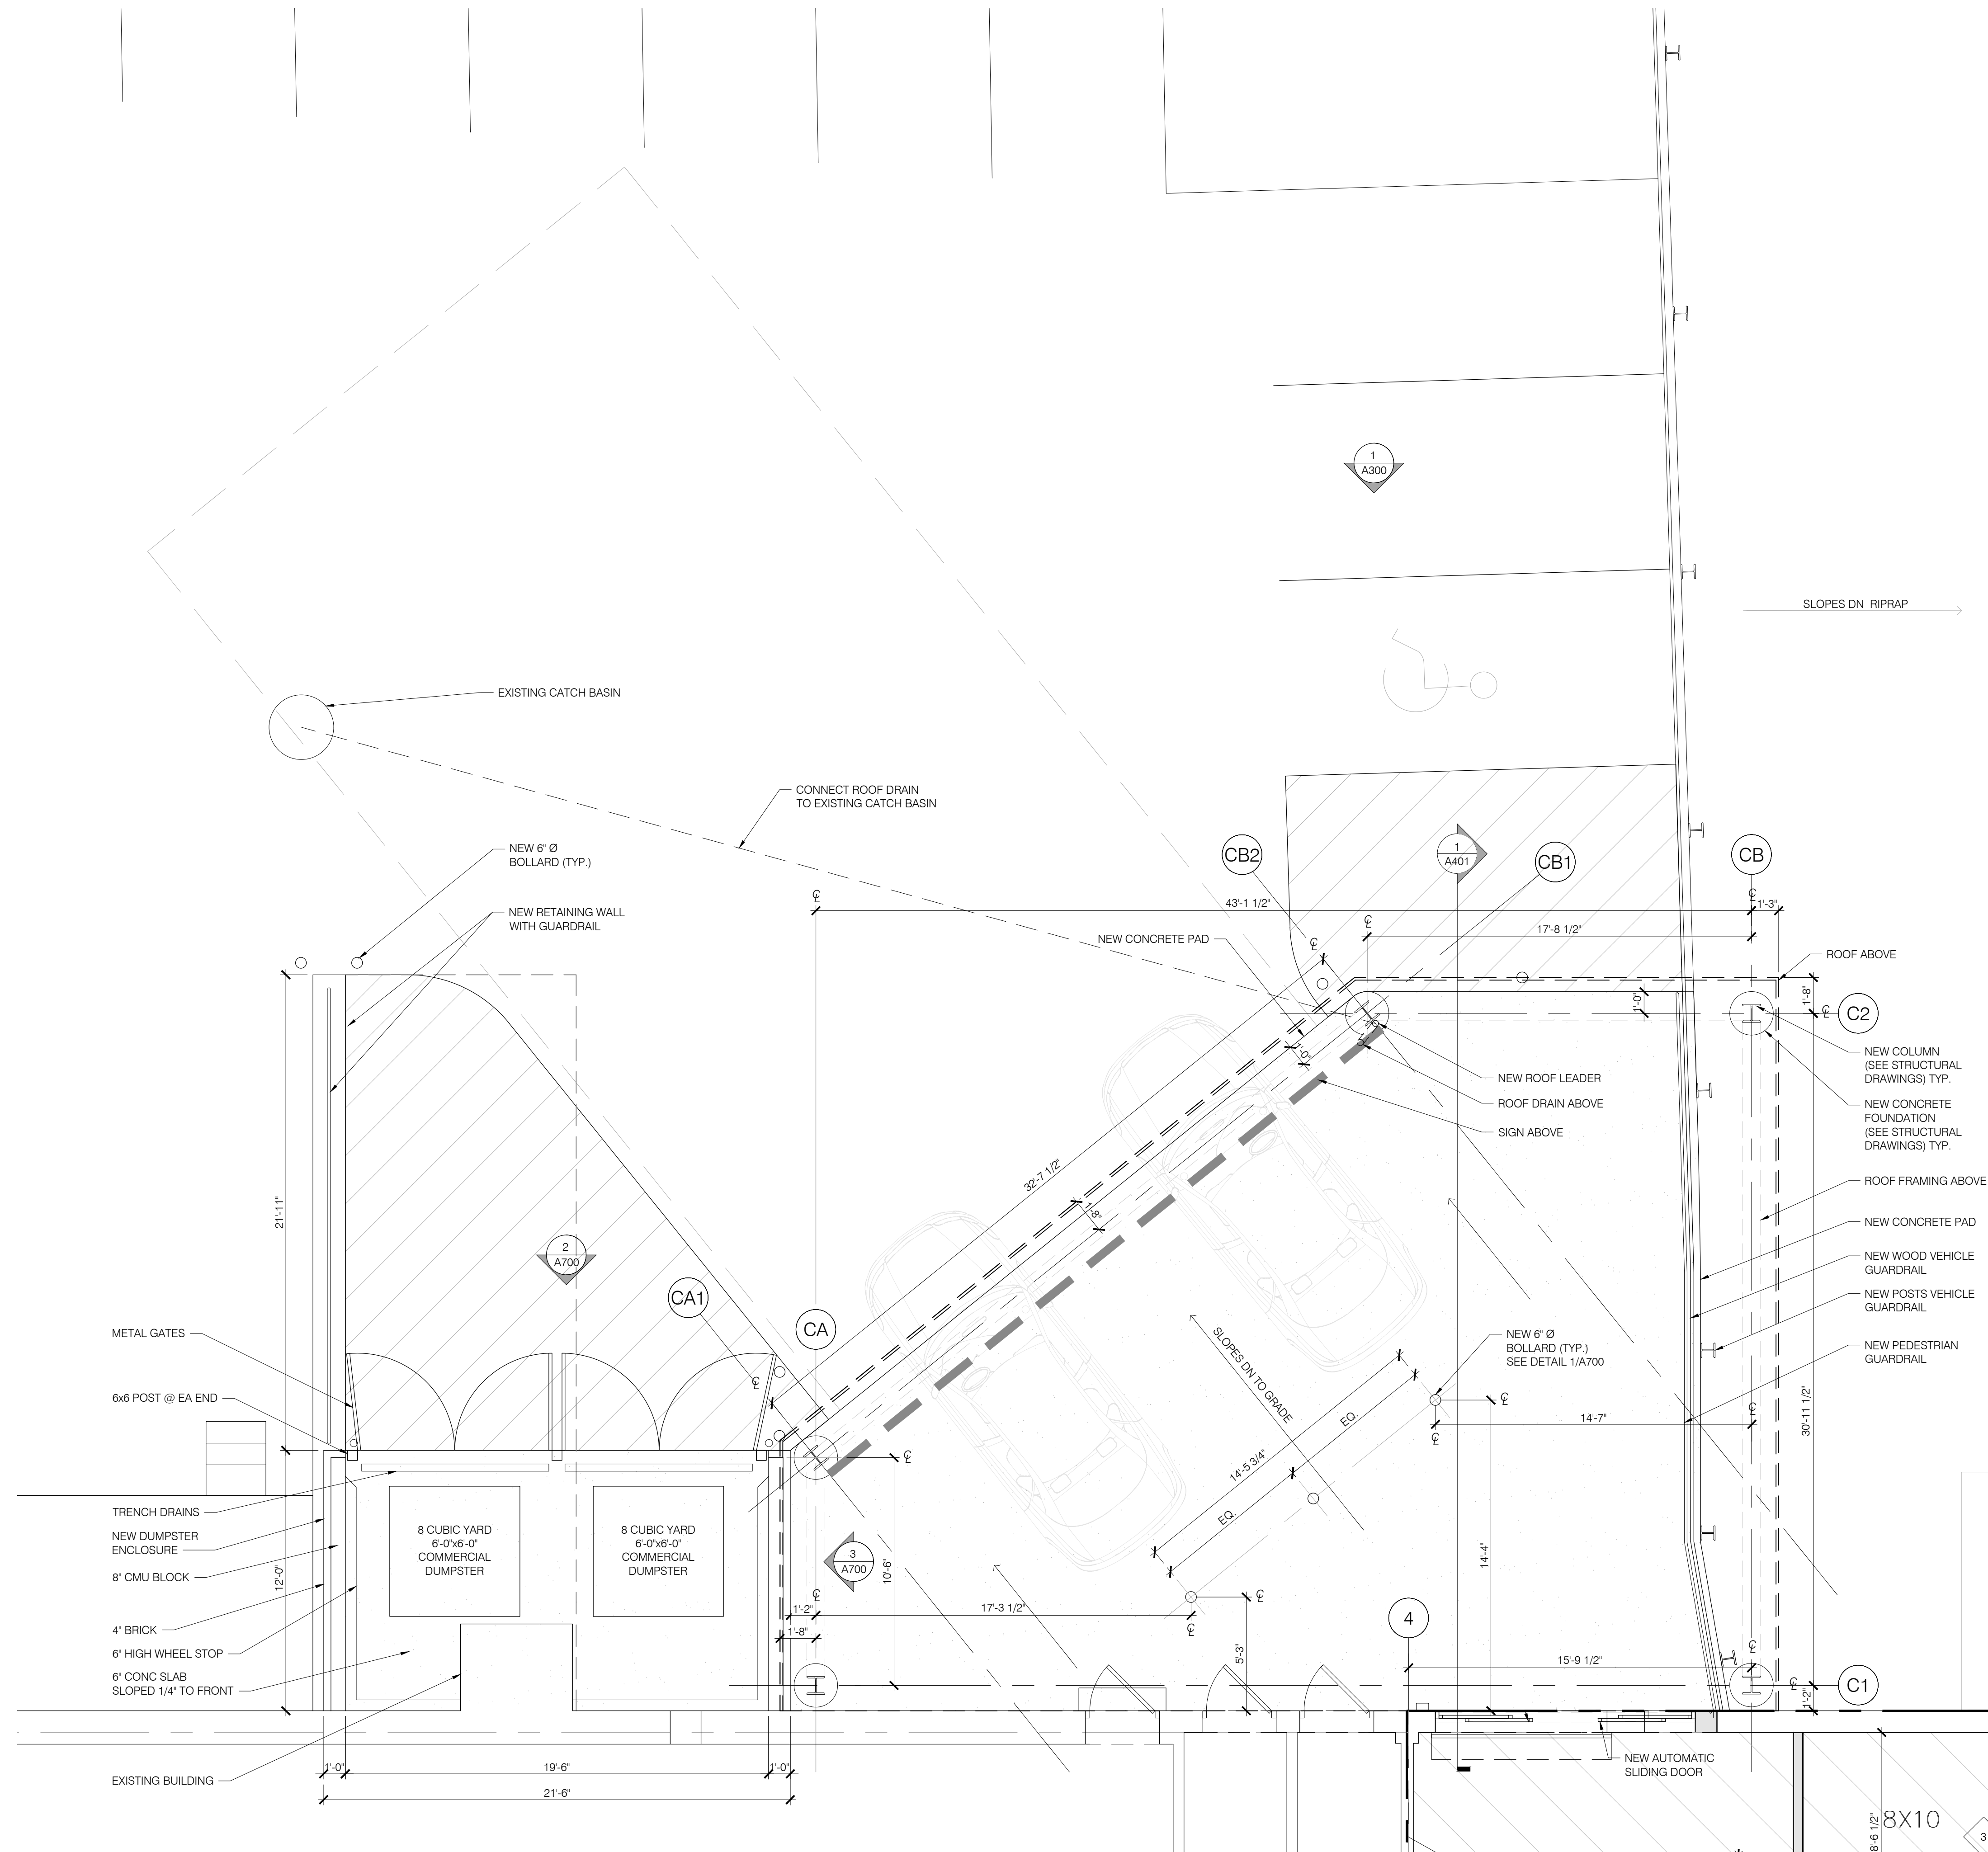 1
A300
SLOPES DN  RIPRAP
EXISTING CATCH BASIN
CONNECT ROOF DRAIN
TO EXISTING CATCH BASIN
NEW 6" Ø
BOLLARD (TYP.)
NEW RETAINING WALL
WITH GUARDRAIL
CB2
1
A401
CB1
CB
43'-1 1/2"
1'-3"
17'-8 1/2"
NEW CONCRETE PAD
ROOF ABOVE
1'-8"
1'-0"
C2
1'-0"
NEW COLUMN
(SEE STRUCTURAL
DRAWINGS) TYP.
NEW ROOF LEADER
ROOF DRAIN ABOVE
SIGN ABOVE
NEW CONCRETE
FOUNDATION
(SEE STRUCTURAL
DRAWINGS) TYP.
32'-7 1/2"
1'-8"
21'-11"
ROOF FRAMING ABOVE
NEW CONCRETE PAD
NEW WOOD VEHICLE
GUARDRAIL
NEW POSTS VEHICLE
GUARDRAIL
NEW PEDESTRIAN
GUARDRAIL
2
A700
CA1
CA
METAL GATES
6x6 POST @ EA END
SLOPES DN TO GRADE
NEW 6" Ø
BOLLARD (TYP.)
SEE DETAIL 1/A700
14'-7"
30'-11 1/2"
EQ.
14'-5 3/4"
EQ.
TRENCH DRAINS
NEW DUMPSTER
ENCLOSURE
8" CMU BLOCK
4" BRICK
6" HIGH WHEEL STOP
6" CONC SLAB
SLOPED 1/4" TO FRONT
12'-0"
8 CUBIC YARD
6'-0"x6'-0"
COMMERCIAL
DUMPSTER
8 CUBIC YARD
6'-0"x6'-0"
COMMERCIAL
DUMPSTER
3
A700
10'-6"
14'-4"
1'-2"
17'-3 1/2"
1'-8"
5'-3"
4
15'-9 1/2"
C1
1'-2"
EXISTING BUILDING
1'-0"
19'-6"
1'-0"
21'-6"
NEW AUTOMATIC
SLIDING DOOR
8'-6 1/2"
8X10
3